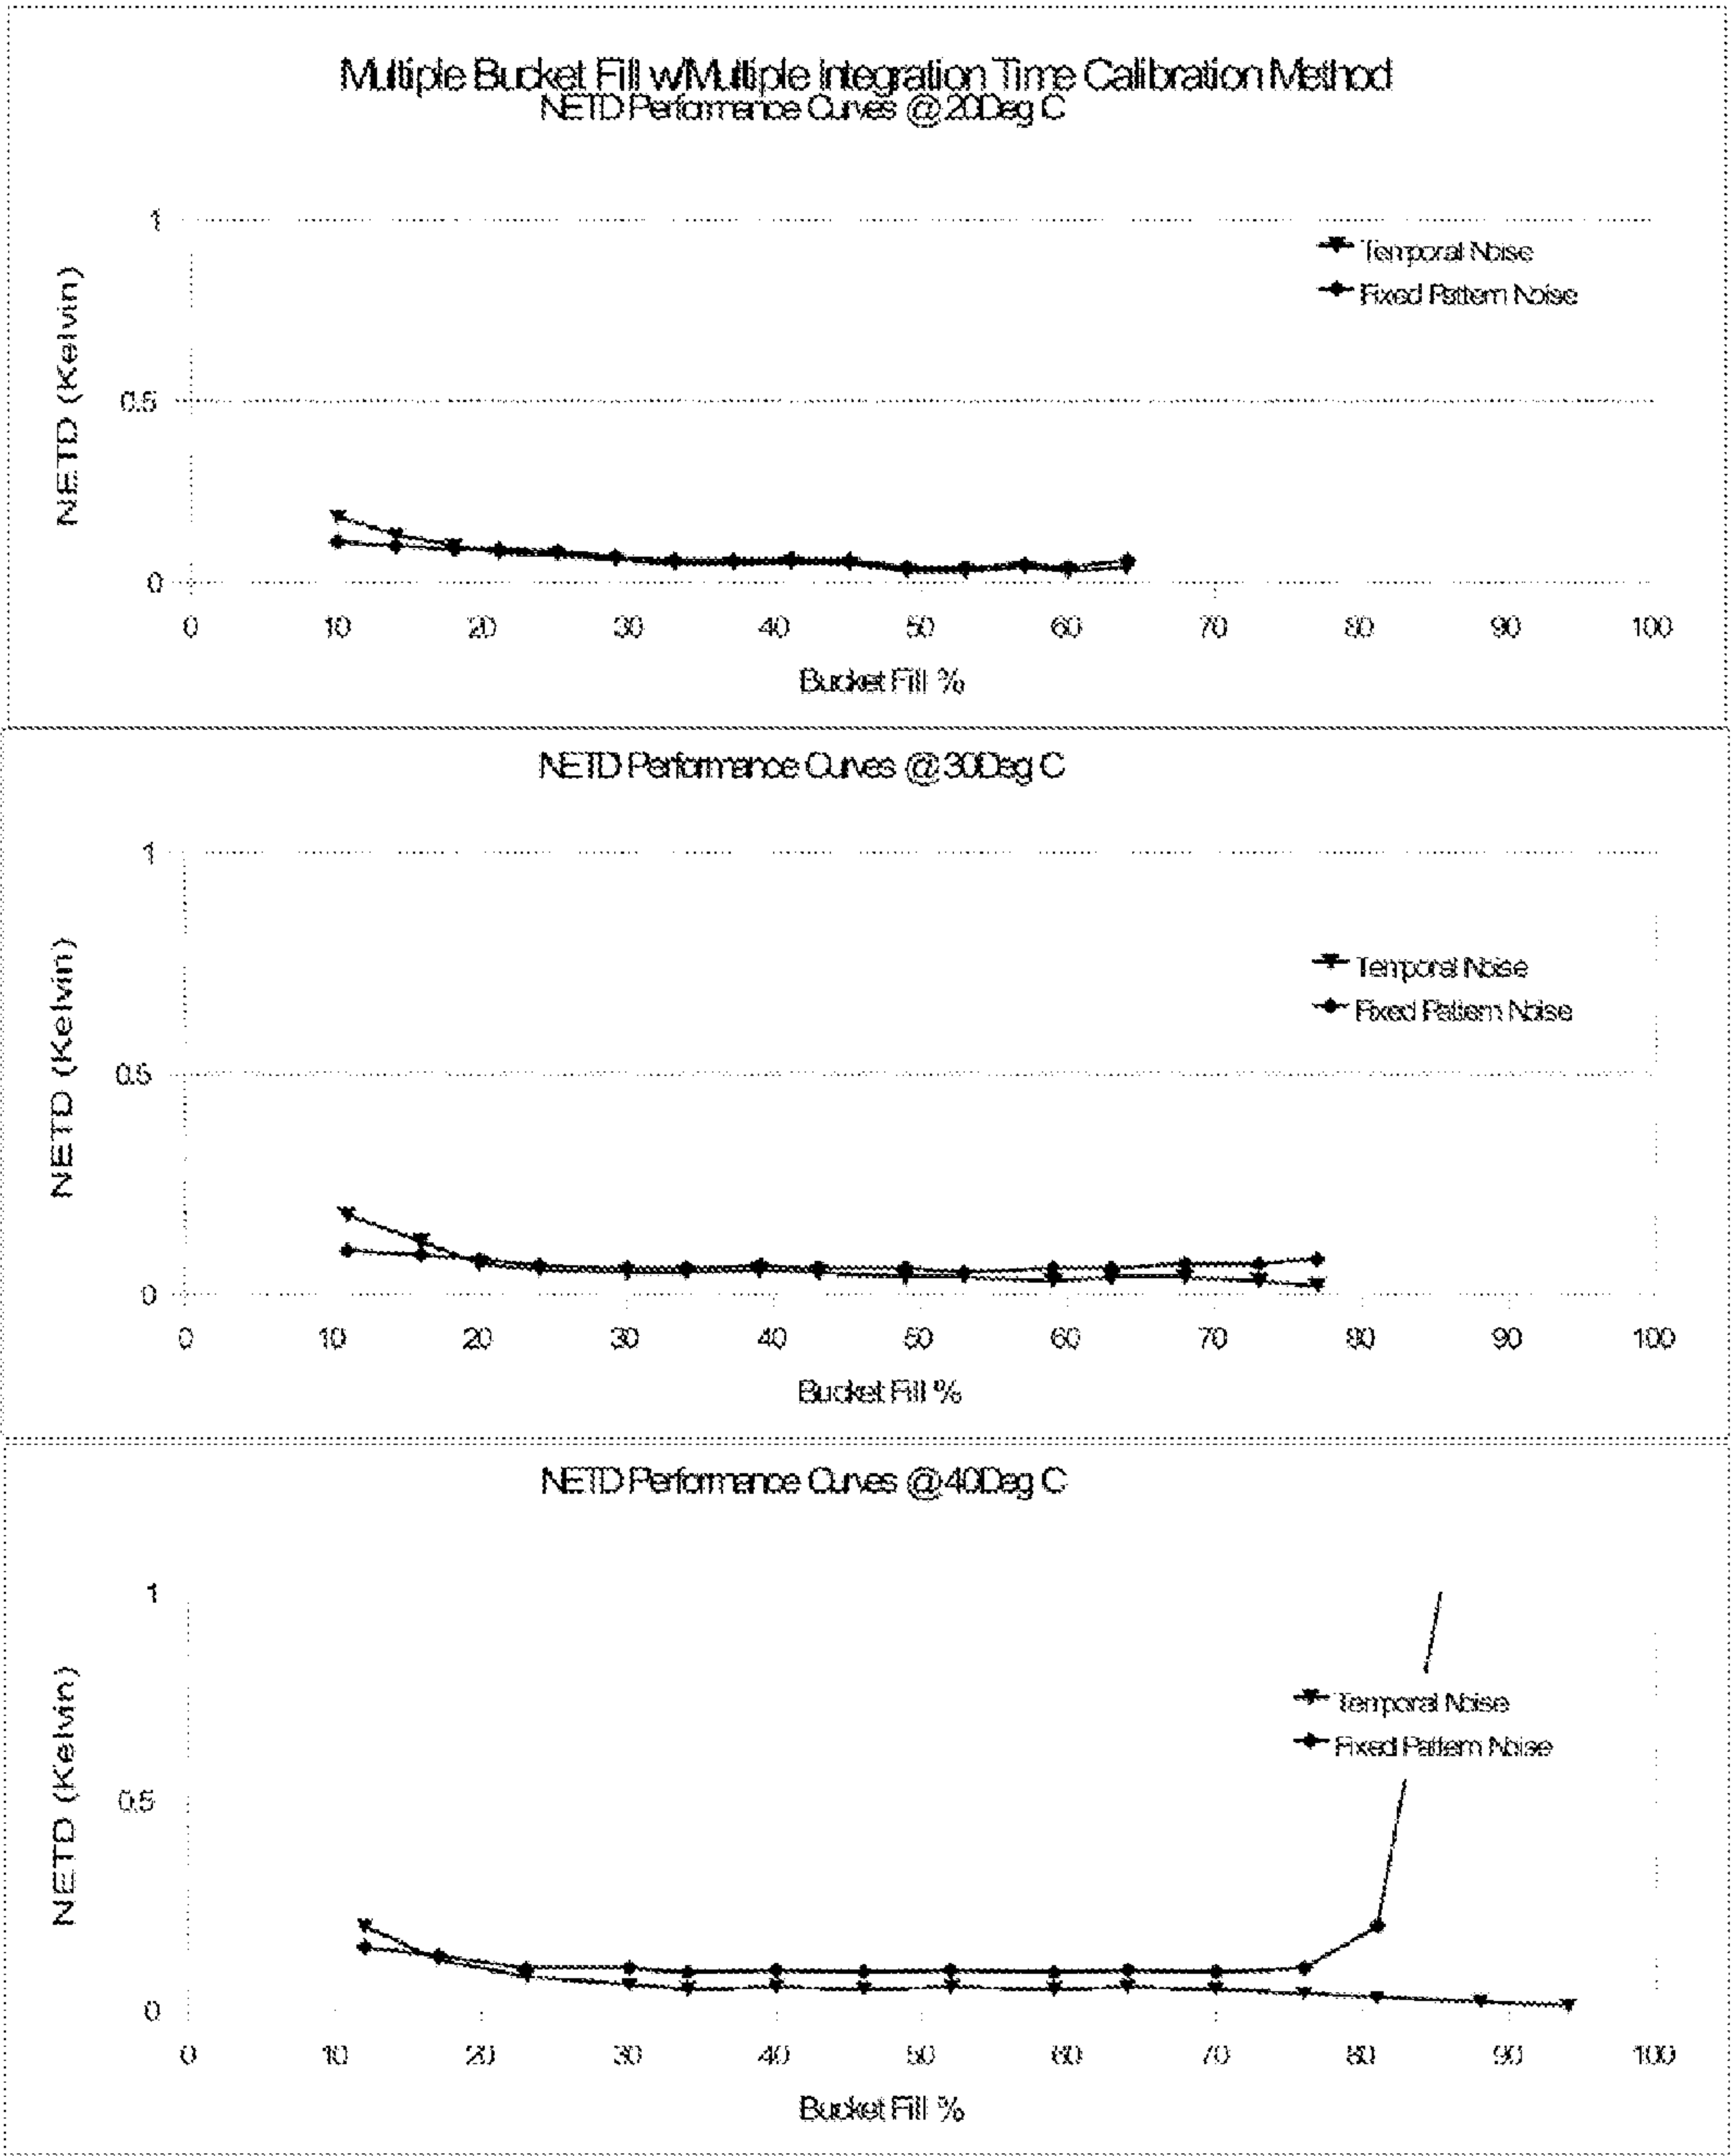 Multiple Bucket Fill w/Multiple Integration Time Calibration Method
NETD Performance Curves @ 20Deg C
1
0.5
0
NETD (Kelvin)
Temporal Noise
Fixed Pattern Noise
0 10 20 30 40 50 60 70 80 90 100
Bucket Fill %
NETD Performance Curves @ 30Deg C
1
0.5
0
NETD (Kelvin)
Temporal Noise
Fixed Pattern Noise
0 10 20 30 40 50 60 70 80 90 100
Bucket Fill %
NETD Performance Curves @ 40Deg C
1
0.5
0
NETD (Kelvin)
Temporal Noise
Fixed Pattern Noise
0 10 20 30 40 50 60 70 80 90 100
Bucket Fill %